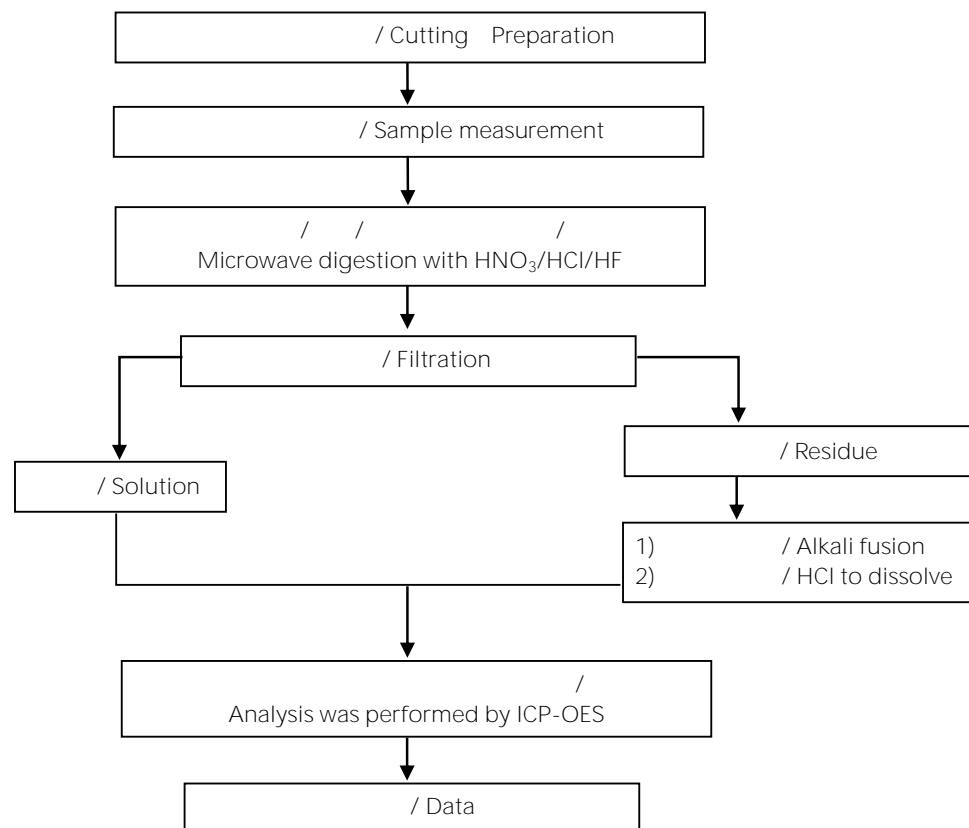 / Cutting Preparation
/ Sample measurement
/ / /
Microwave digestion with HNO₃/HCl/HF
/ Filtration
/ Residue
/ Solution
1) / Alkali fusion
2) / HCl to dissolve
/
Analysis was performed by ICP-OES
/ Data